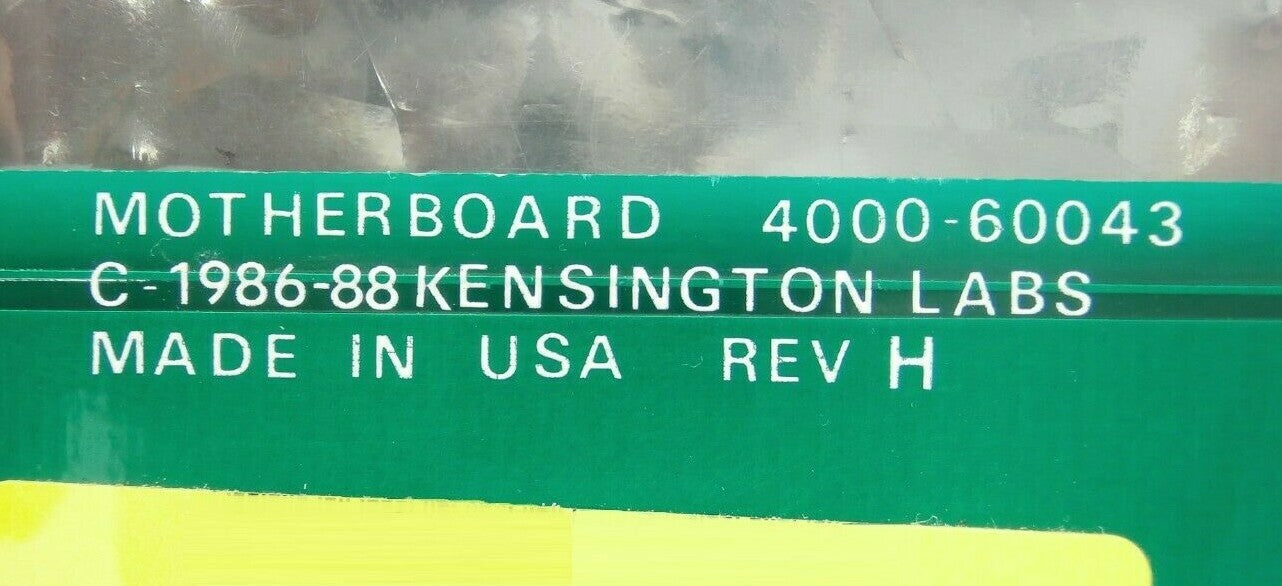 MOTHERBOARD 4000-60043
C-1986-88 KENSINGTON LABS
MADE IN USA REV H